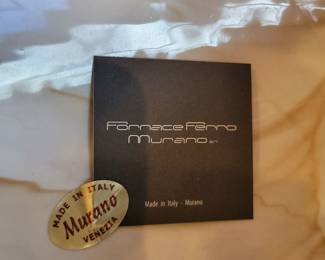 Fornace Ferro
Murano srl
Made in Italy - Murano
MADE IN ITALY
Murano
VENEZIA